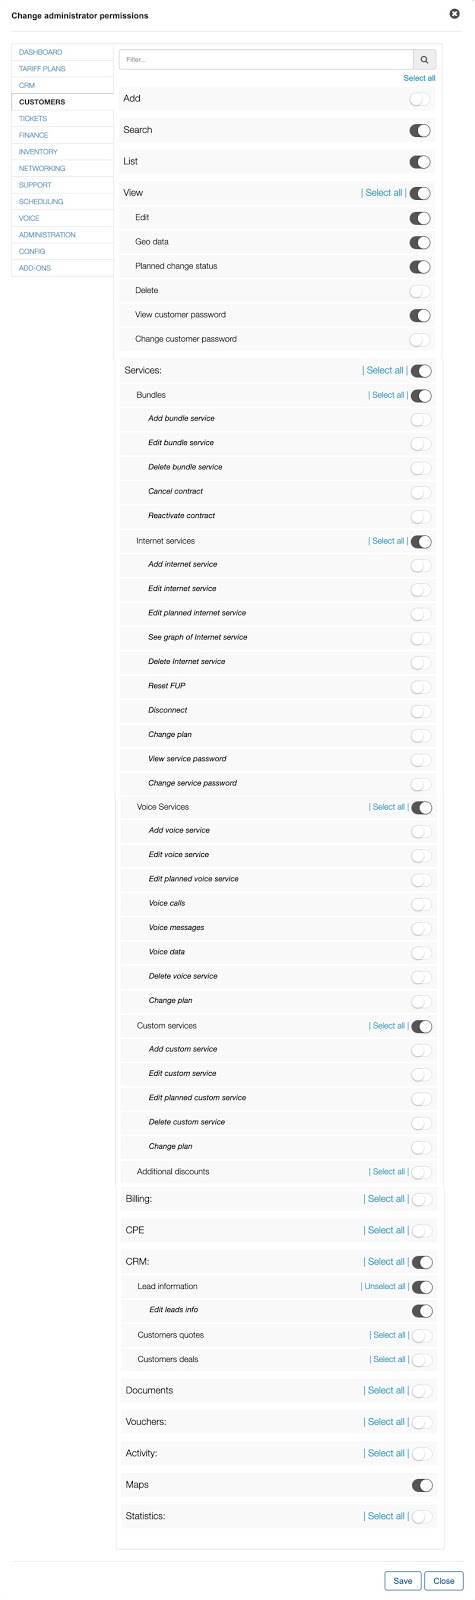 Change administrator permissions
DASHBOARD
TARIFF PLANS
CRM
CUSTOMERS
TICKETS
FINANCE
INVENTORY
NETWORKING
SUPPORT
SCHEDULING
VOICE
ADMINISTRATION
CONFIG
ADD-ONS
Filter...
Select all
Add
Search
List
View | Select all |
Edit
Geo data
Planned change status
Delete
View customer password
Change customer password
Services: | Select all |
Bundles | Select all |
Add bundle service
Edit bundle service
Delete bundle service
Cancel contract
Reactivate contract
Internet services | Select all |
Add internet service
Edit internet service
Edit planned internet service
See graph of Internet service
Delete Internet service
Reset FUP
Disconnect
Change plan
View service password
Change service password
Voice Services | Select all |
Add voice service
Edit voice service
Edit planned voice service
Voice calls
Voice messages
Voice data
Delete voice service
Change plan
Custom services | Select all |
Add custom service
Edit custom service
Edit planned custom service
Delete custom service
Change plan
Additional discounts | Select all |
Billing: | Select all |
CPE | Select all |
CRM: | Select all |
Lead information | Unselect all |
Edit leads info
Customers quotes | Select all |
Customers deals | Select all |
Documents | Select all |
Vouchers: | Select all |
Activity: | Select all |
Maps
Statistics: | Select all |
Save Close